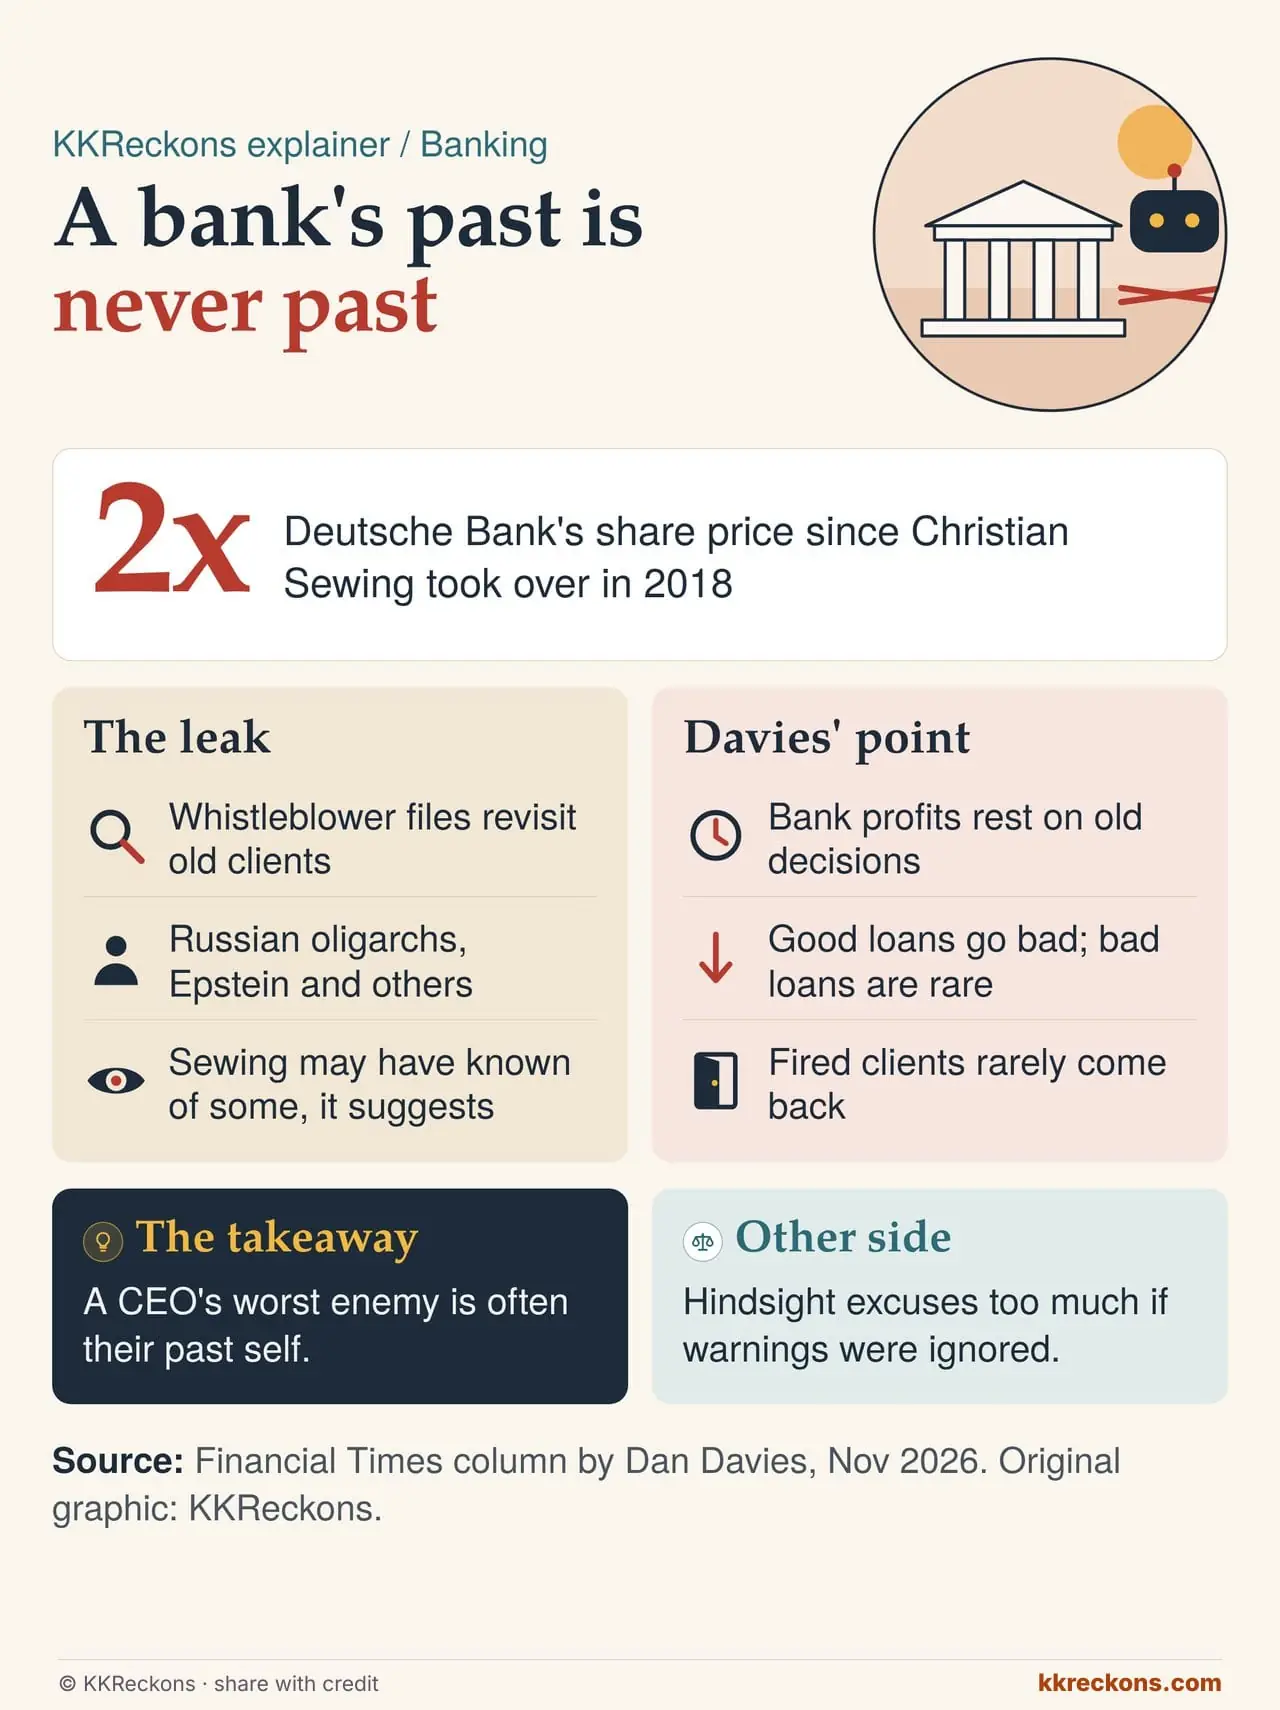 KKReckons explainer / Banking
A bank's past is
never past
2x
Deutsche Bank's share price since Christian
Sewing took over in 2018
The leak
Whistleblower files revisit
old clients
Russian oligarchs,
Epstein and others
Sewing may have known
of some, it suggests
Davies' point
Bank profits rest on old
decisions
Good loans go bad; bad
loans are rare
Fired clients rarely come
back
The takeaway
A CEO's worst enemy is often
their past self.
Other side
Hindsight excuses too much if
warnings were ignored.
Source: Financial Times column by Dan Davies, Nov 2026. Original
graphic: KKReckons.
© KKReckons · share with credit
kkreckons.com